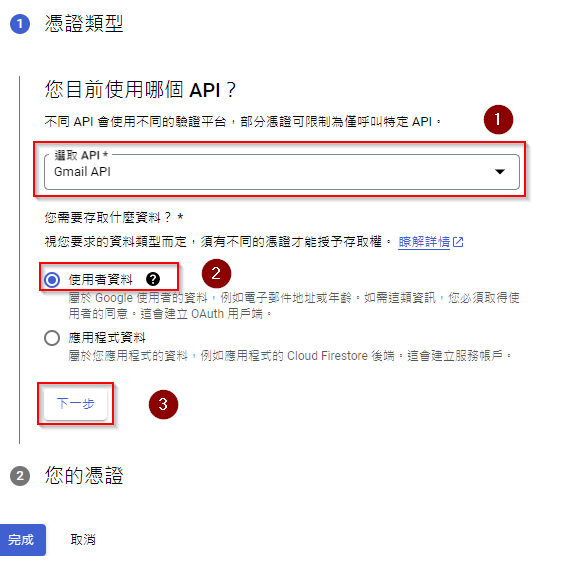 1 憑證類型
您目前使用哪個 API？
不同 API 會使用不同的驗證平台，部分憑證可限制為僅呼叫特定 API。
1
選取 API *
Gmail API
您需要存取什麼資料？ *
視您要求的資料類型而定，須有不同的憑證才能授予存取權。 瞭解詳情
使用者資料 ? 2
屬於 Google 使用者的資料，例如電子郵件地址或年齡。如需這類資訊，您必須取得使
用者的同意。這會建立 OAuth 用戶端。
應用程式資料
屬於您應用程式的資料，例如應用程式的 Cloud Firestore 後端。這會建立服務帳戶。
下一步 3
2 您的憑證
完成 取消